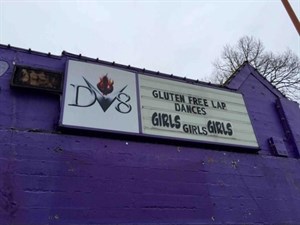 DV8
GLUTEN FREE LAP
DANCES
GIRLS GIRLS GIRLS